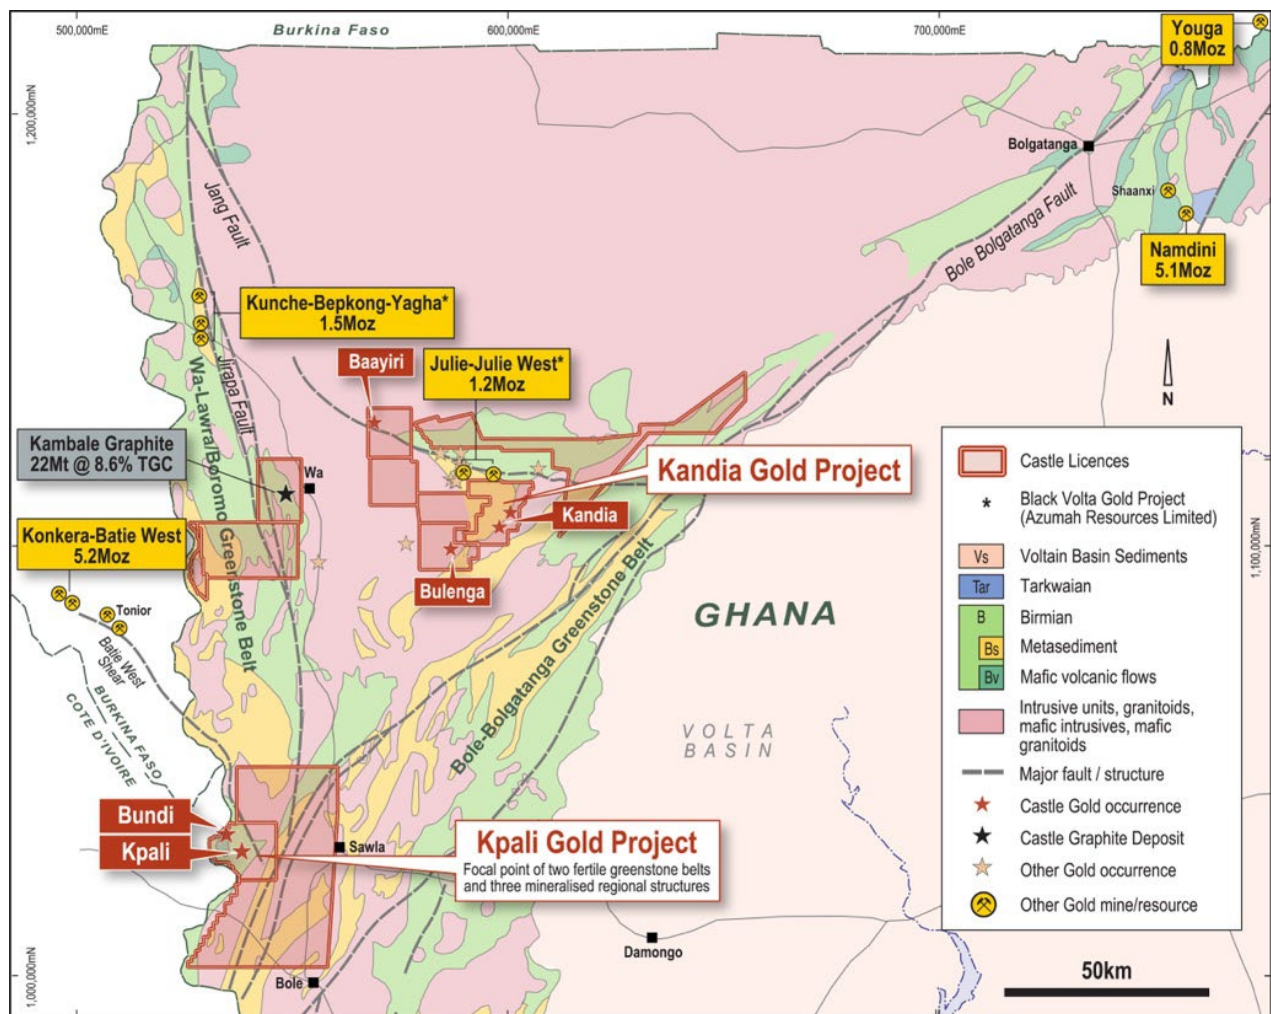 500,000mE
Burkina Faso
600,000mE
700,000mE
Youga
0.8Moz
1,200,000mN
Bolgatanga
Jang Fault
Shaanxi
Bole Bolgatanga Fault
Namdini
5.1Moz
Kunche-Bepkong-Yagha*
1.5Moz
Baayiri
Julie-Julie West*
1.2Moz
Jirapa Fault
Wa-Lawra/Boromo Greenstone Belt
N
Kambale Graphite
22Mt @ 8.6% TGC
Wa
Kandia Gold Project
Kandia
Konkera-Batie West
5.2Moz
Bulenga
Tonior
Batie West
Shear
GHANA
1,100,000mN
BURKINA FASO
COTE D'IVOIRE
Bole-Bolgatanga Greenstone Belt
VOLTA
BASIN
Bundi
Kpali
Sawla
Kpali Gold Project
Focal point of two fertile greenstone belts
and three mineralised regional structures
Damongo
Bole
1,000,000mN
Castle Licences
* Black Volta Gold Project
(Azumah Resources Limited)
Vs Voltain Basin Sediments
Tar Tarkwaian
B Birmian
Bs Metasediment
Bv Mafic volcanic flows
Intrusive units, granitoids,
mafic intrusives, mafic
granitoids
Major fault / structure
Castle Gold occurrence
Castle Graphite Deposit
Other Gold occurrence
Other Gold mine/resource
50km